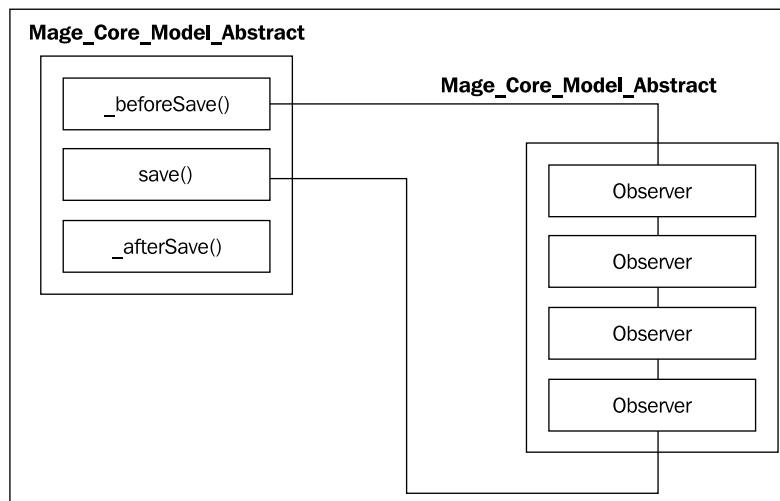 Mage_Core_Model_Abstract
_beforeSave()
save()
_afterSave()
Mage_Core_Model_Abstract
Observer
Observer
Observer
Observer